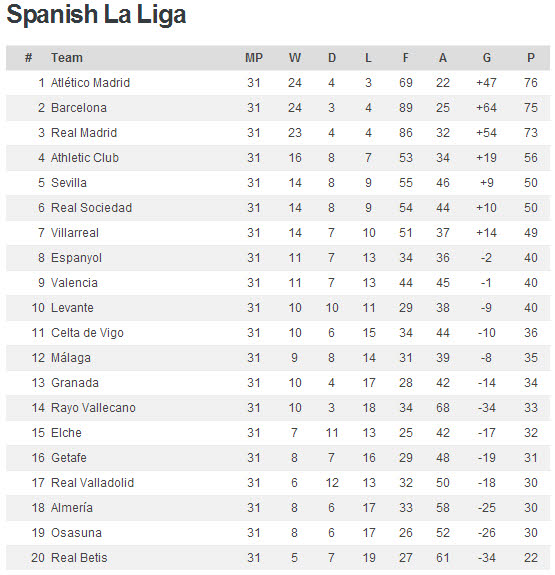 Spanish La Liga
# Team MP W D L F A G P
1 Atlético Madrid 31 24 4 3 69 22 +47 76
2 Barcelona 31 24 3 4 89 25 +64 75
3 Real Madrid 31 23 4 4 86 32 +54 73
4 Athletic Club 31 16 8 7 53 34 +19 56
5 Sevilla 31 14 8 9 55 46 +9 50
6 Real Sociedad 31 14 8 9 54 44 +10 50
7 Villarreal 31 14 7 10 51 37 +14 49
8 Espanyol 31 11 7 13 34 36 -2 40
9 Valencia 31 11 7 13 44 45 -1 40
10 Levante 31 10 10 11 29 38 -9 40
11 Celta de Vigo 31 10 6 15 34 44 -10 36
12 Málaga 31 9 8 14 31 39 -8 35
13 Granada 31 10 4 17 28 42 -14 34
14 Rayo Vallecano 31 10 3 18 34 68 -34 33
15 Elche 31 7 11 13 25 42 -17 32
16 Getafe 31 8 7 16 29 48 -19 31
17 Real Valladolid 31 6 12 13 32 50 -18 30
18 Almería 31 8 6 17 33 58 -25 30
19 Osasuna 31 8 6 17 26 52 -26 30
20 Real Betis 31 5 7 19 27 61 -34 22